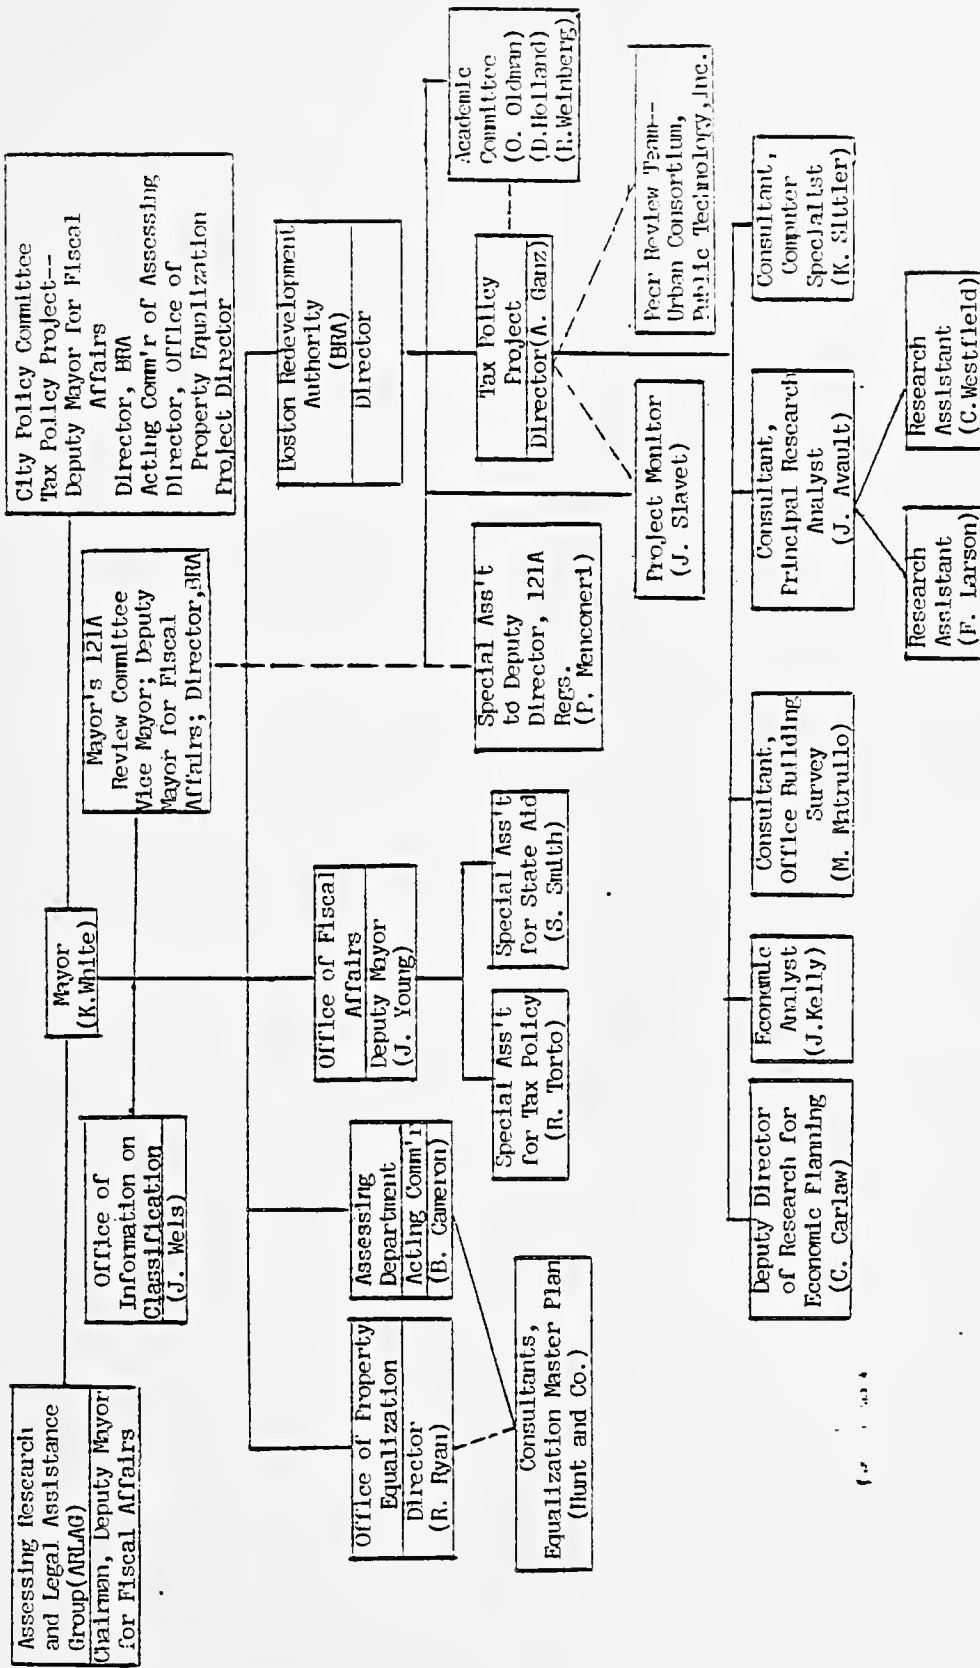 Assessing Research
and Legal Assistance
Group(ARLAG)
Chairman, Deputy Mayor
for Fiscal Affairs
Mayor
(K.White)
City Policy Committee
Tax Policy Project--
Deputy Mayor for Fiscal
Affairs
Director, BRA
Acting Comm'r of Assessing
Director, Office of
Property Equalization
Project Director
Office of
Information on
Classification
(J. Weis)
Mayor's 121A
Review Committee
Vice Mayor; Deputy
Mayor for Fiscal
Affairs; Director,BRA
Office of Property
Equalization
Director
(R. Ryan)
Assessing
Department
Acting Comm'r
(B. Cameron)
Office of Fiscal
Affairs
Deputy Mayor
(J. Young)
Boston Redevelopment
Authority
(BRA)
Director
Consultants,
Equalization Master Plan
(Hunt and Co.)
Special Ass't
for Tax Policy
(R. Torto)
Special Ass't
for State Aid
(S. Smith)
Special Ass't
to Deputy
Director, 121A
Regs.
(P. Menconeri)
Tax Policy
Project
Director(A. Ganz)
Academic
Committee
(O. Oldman)
(D.Holland)
(R.Weinberg)
Project Monitor
(J. Slavet)
Peer Review Team--
Urban Consortium,
Public Technology,Inc.
Deputy Director
of Research for
Economic Planning
(C. Carlaw)
Economic
Analyst
(J.Kelly)
Consultant,
Office Building
Survey
(M. Matrullo)
Consultant,
Principal Research
Analyst
(J. Avault)
Consultant,
Computer
Specialist
(K. Sittler)
Research
Assistant
(F. Larson)
Research
Assistant
(C.Westfield)